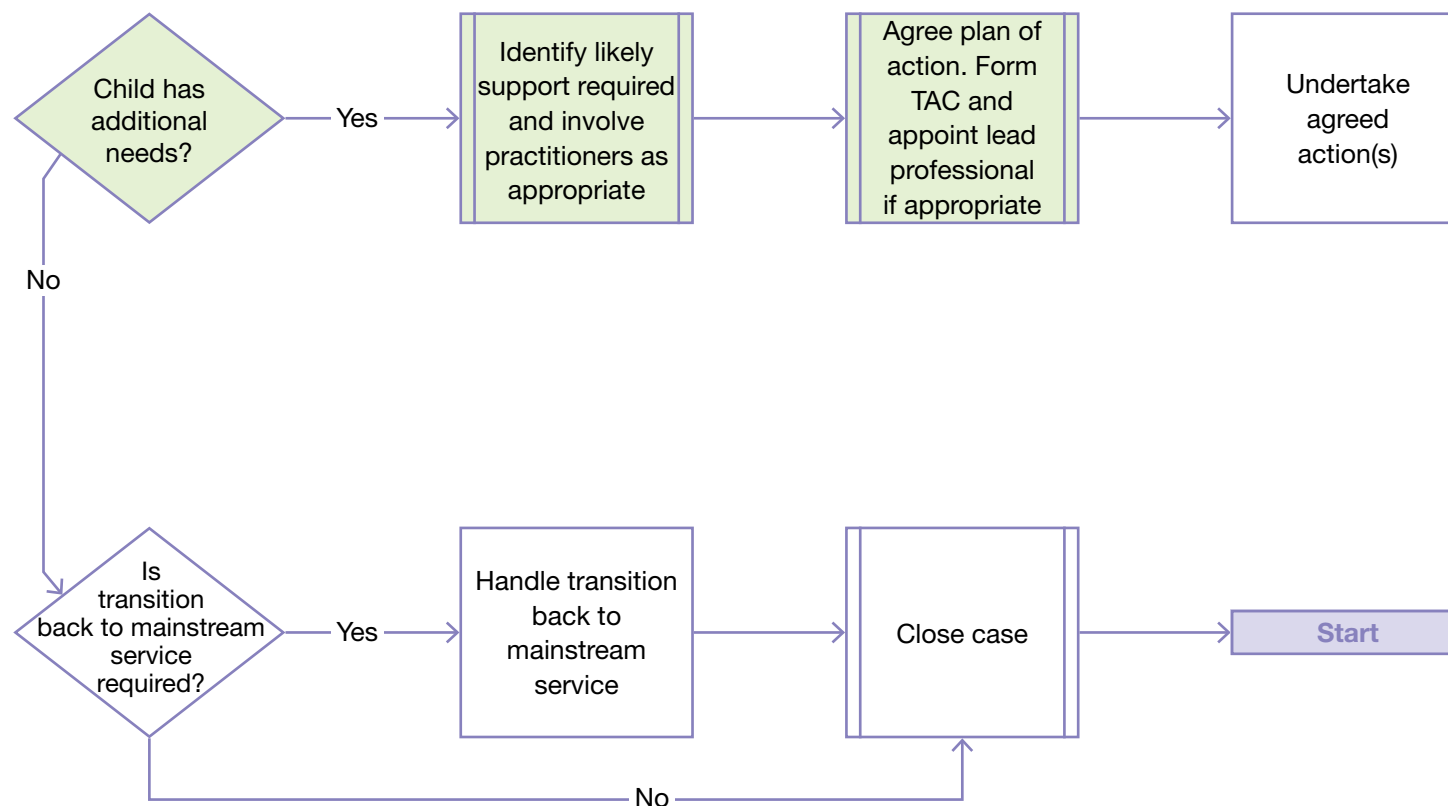 Child has
additional
needs?
Yes
Identify likely
support required
and involve
practitioners as
appropriate
Agree plan of
action. Form
TAC and
appoint lead
professional
if appropriate
Undertake
agreed
action(s)
No
Is
transition
back to mainstream
service
required?
Yes
Handle transition
back to
mainstream
service
Close case
Start
No